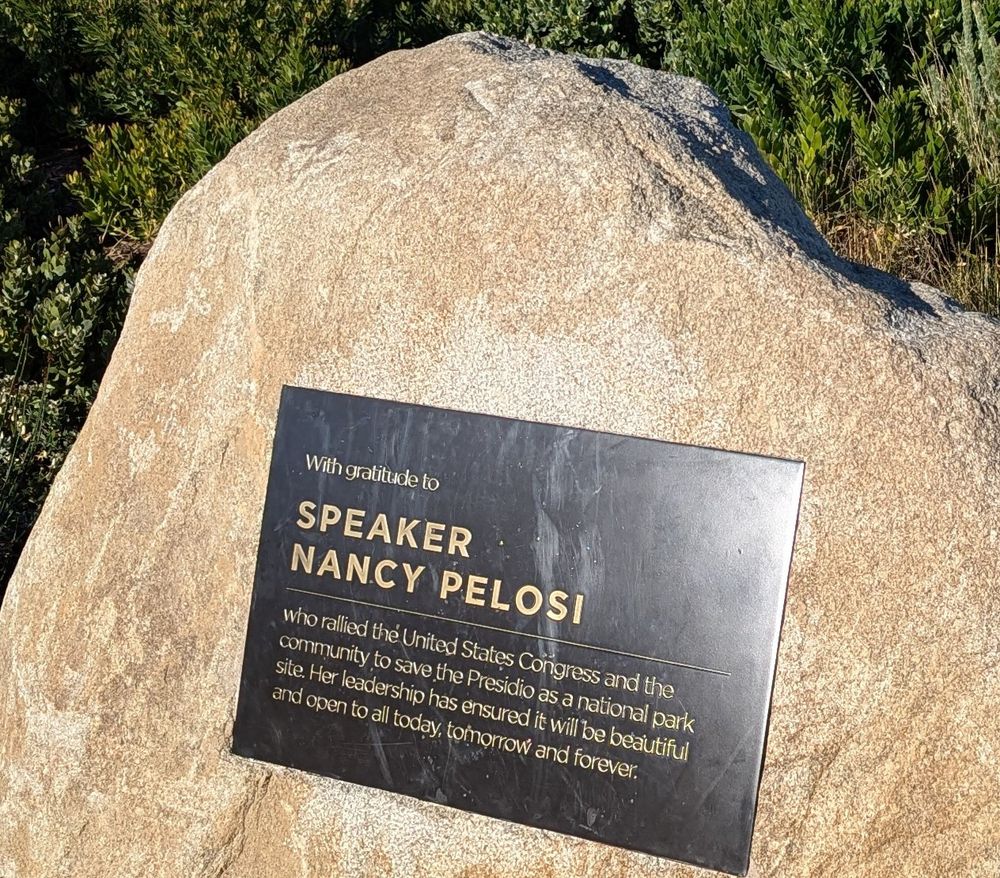 With gratitude to
SPEAKER
NANCY PELOSI
who rallied the United States Congress and the
community to save the Presidio as a national park
site. Her leadership has ensured it will be beautiful
and open to all today, tomorrow and forever.